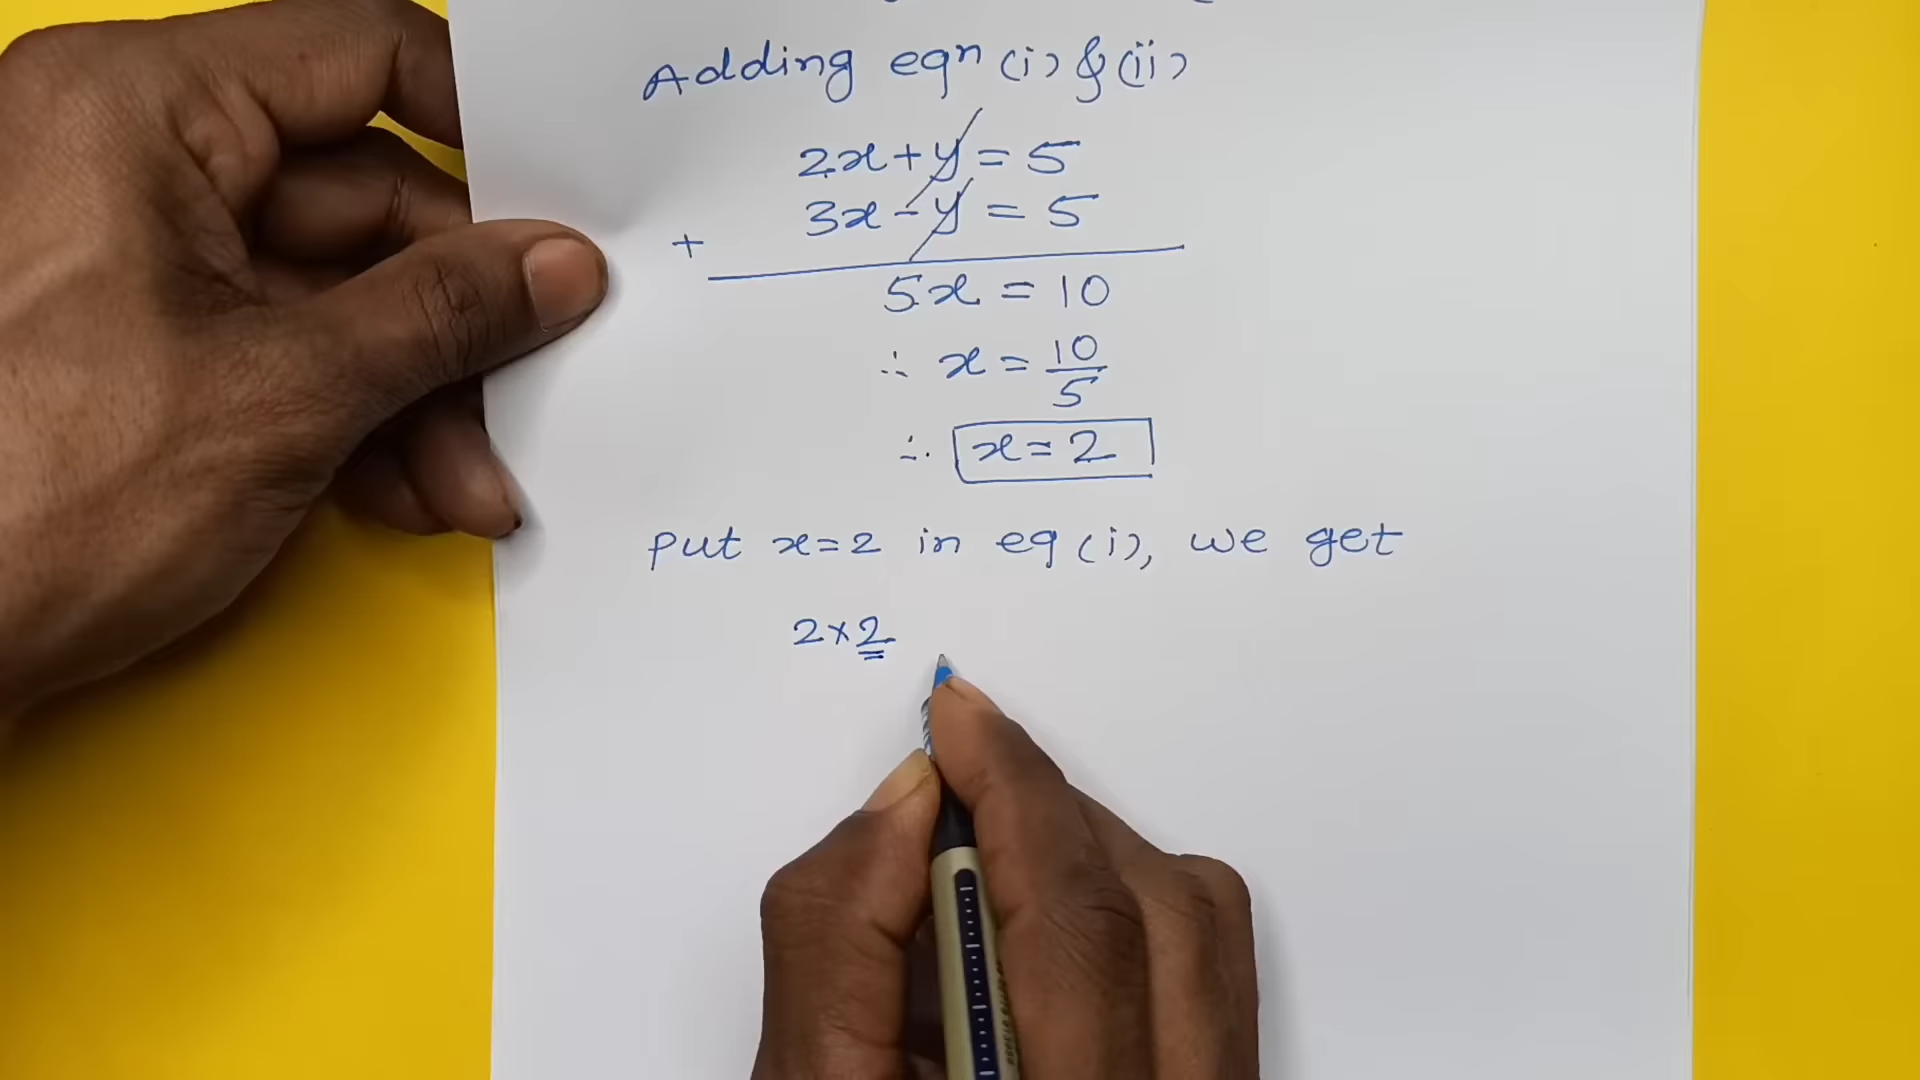 Adding eqn (i) & (ii)
2x + y = 5
3x - y = 5
+
5x = 10
∴ x = 10/5
∴ x = 2
put x = 2 in eq (i), we get
2 × 2